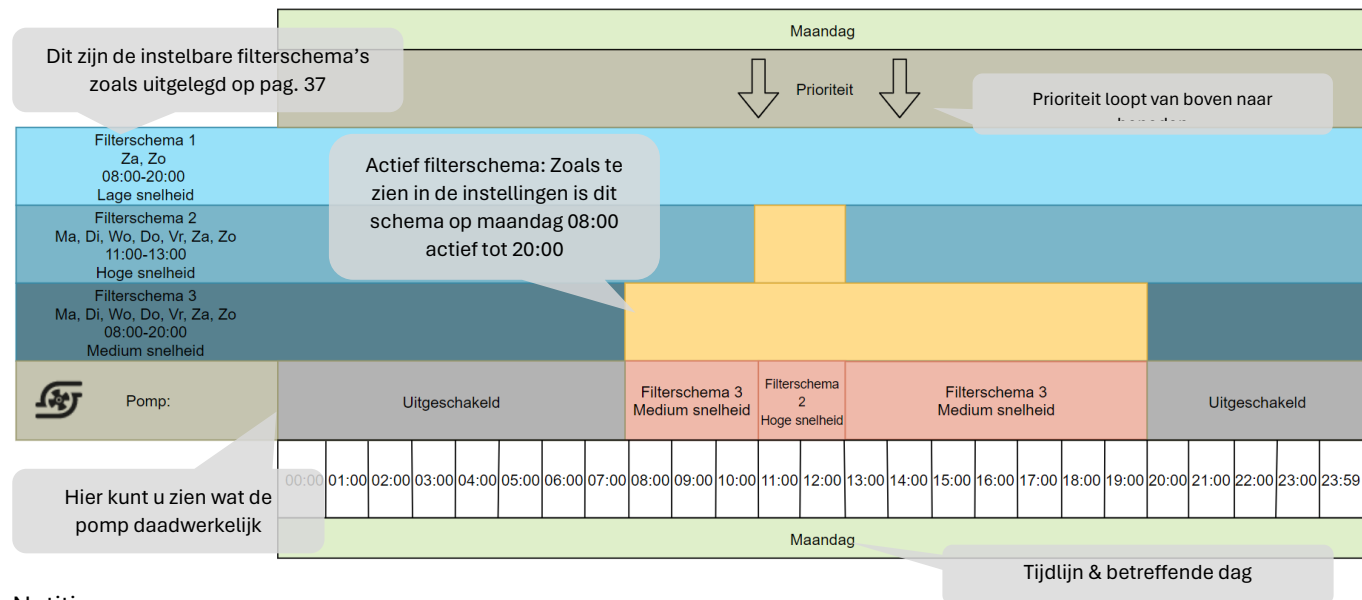 Maandag
Dit zijn de instelbare filterschema's
zoals uitgelegd op pag. 37
Prioriteit
Prioriteit loopt van boven naar
Filterschema 1
Za, Zo
08:00-20:00
Lage snelheid
Actief filterschema: Zoals te
zien in de instellingen is dit
schema op maandag 08:00
actief tot 20:00
Filterschema 2
Ma, Di, Wo, Do, Vr, Za, Zo
11:00-13:00
Hoge snelheid
Filterschema 3
Ma, Di, Wo, Do, Vr, Za, Zo
08:00-20:00
Medium snelheid
Pomp:
Uitgeschakeld
Filterschema 3
Medium snelheid
Filterschema
2
Hoge snelheid
Filterschema 3
Medium snelheid
Uitgeschakeld
00:00 01:00 02:00 03:00 04:00 05:00 06:00 07:00 08:00 09:00 10:00 11:00 12:00 13:00 14:00 15:00 16:00 17:00 18:00 19:00 20:00 21:00 22:00 23:00 23:59
Hier kunt u zien wat de
pomp daadwerkelijk
Maandag
Tijdlijn & betreffende dag